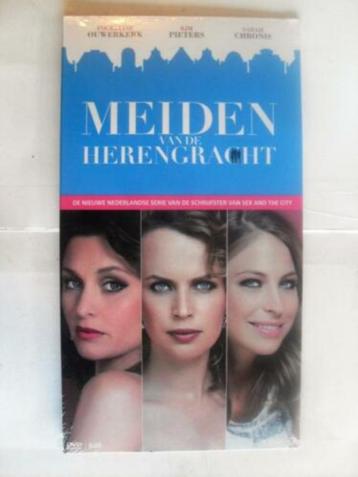 OUWERKERK
KIM
PIETERS
SARAH
CHRONIS
MEIDEN
VAN DE
HERENGRACHT
DE NIEUWE NEDERLANDSE SERIE VAN DE SCHRIJFSTER VAN SEX AND THE CITY
DVD